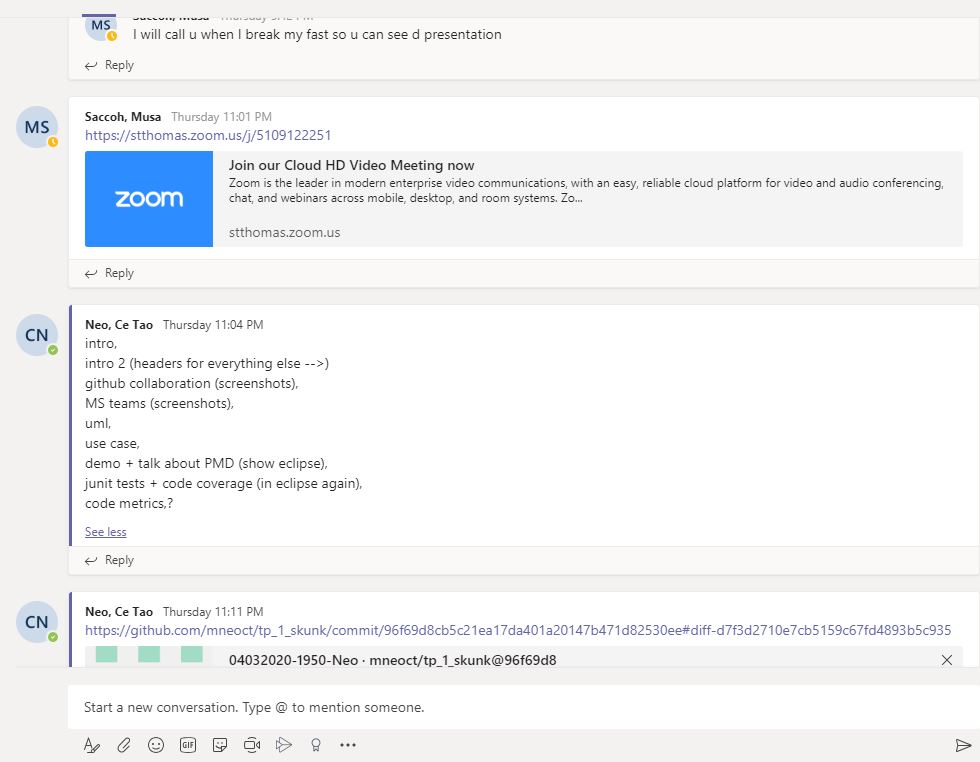 MS
Saccoh, Musa Thursday 9:42 PM
I will call u when I break my fast so u can see d presentation
Reply
MS
Saccoh, Musa Thursday 11:01 PM
https://stthomas.zoom.us/j/5109122251
zoom
Join our Cloud HD Video Meeting now
Zoom is the leader in modern enterprise video communications, with an easy, reliable cloud platform for video and audio conferencing,
chat, and webinars across mobile, desktop, and room systems. Zo...
stthomas.zoom.us
Reply
CN
Neo, Ce Tao Thursday 11:04 PM
intro,
intro 2 (headers for everything else -->)
github collaboration (screenshots),
MS teams (screenshots),
uml,
use case,
demo + talk about PMD (show eclipse),
junit tests + code coverage (in eclipse again),
code metrics,?
See less
Reply
CN
Neo, Ce Tao Thursday 11:11 PM
https://github.com/mneoct/tp_1_skunk/commit/96f69d8cb5c21ea17da401a20147b471d82530ee#diff-d7f3d2710e7cb5159c67fd4893b5c935
04032020-1950-Neo · mneoct/tp_1_skunk@96f69d8
Start a new conversation. Type @ to mention someone.
GIF